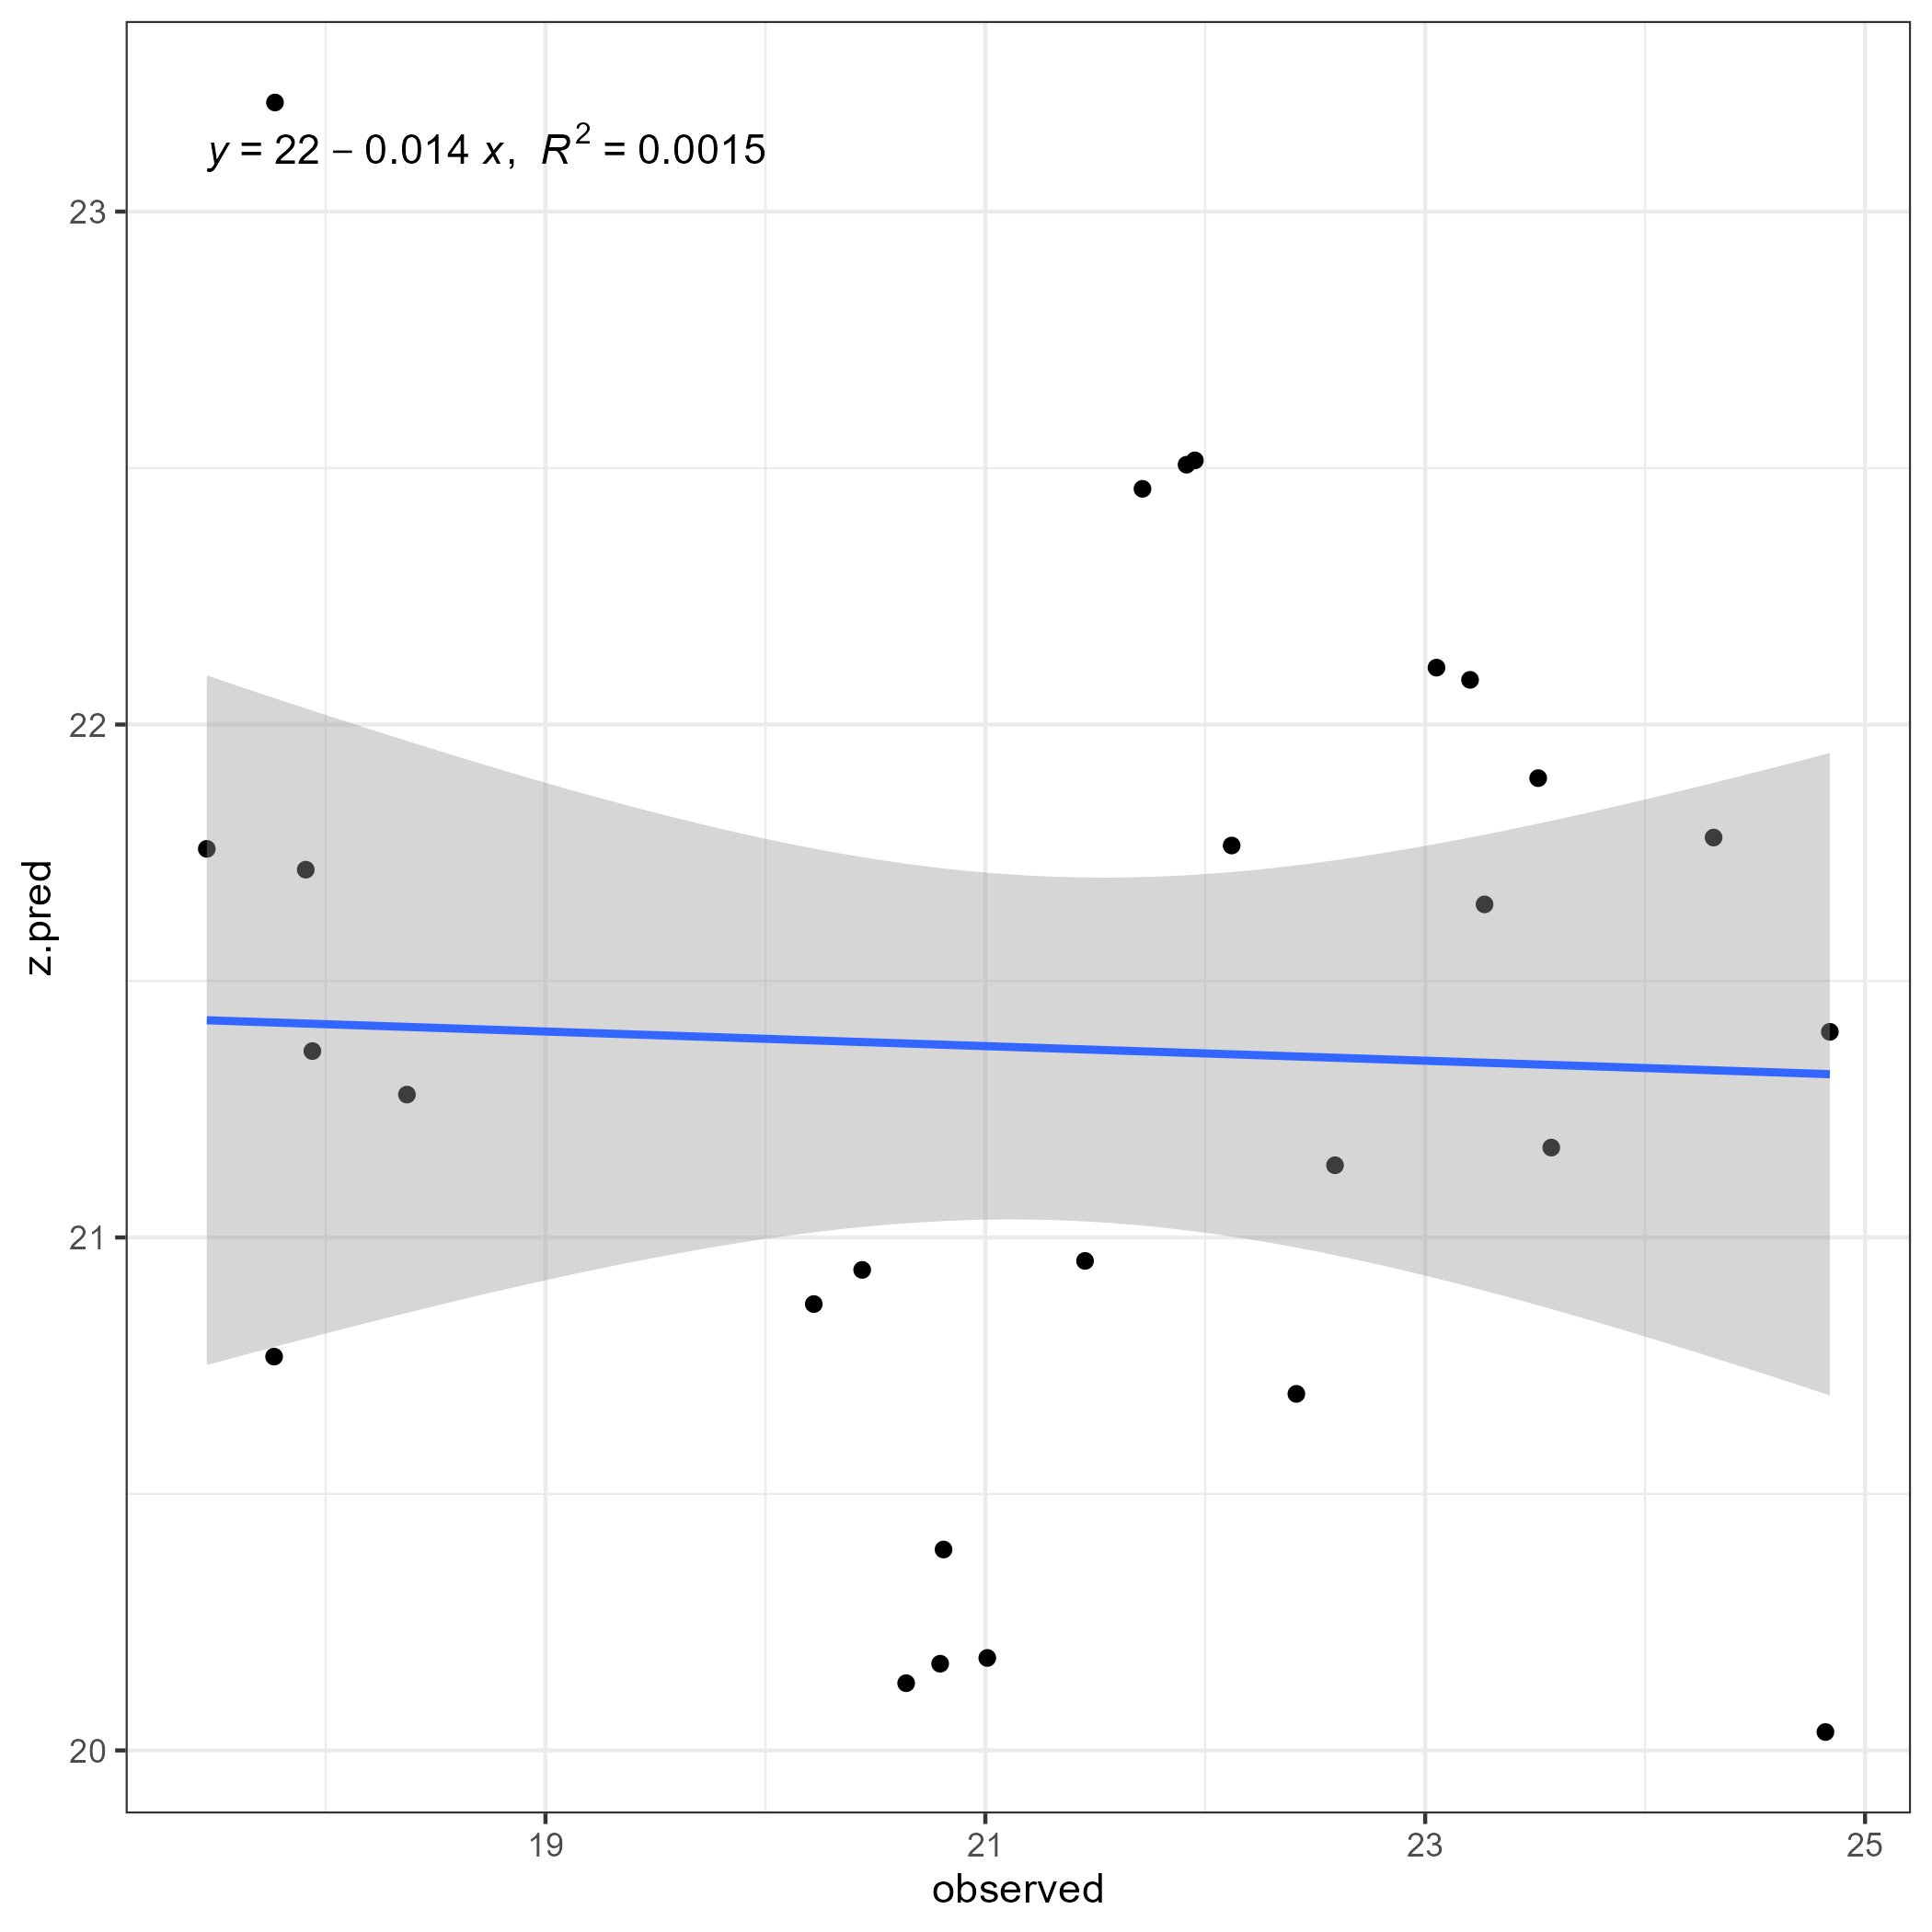 y = 22 − 0.014 x, R² = 0.0015
23
22
21
20
z.pred
19 21 23 25
observed